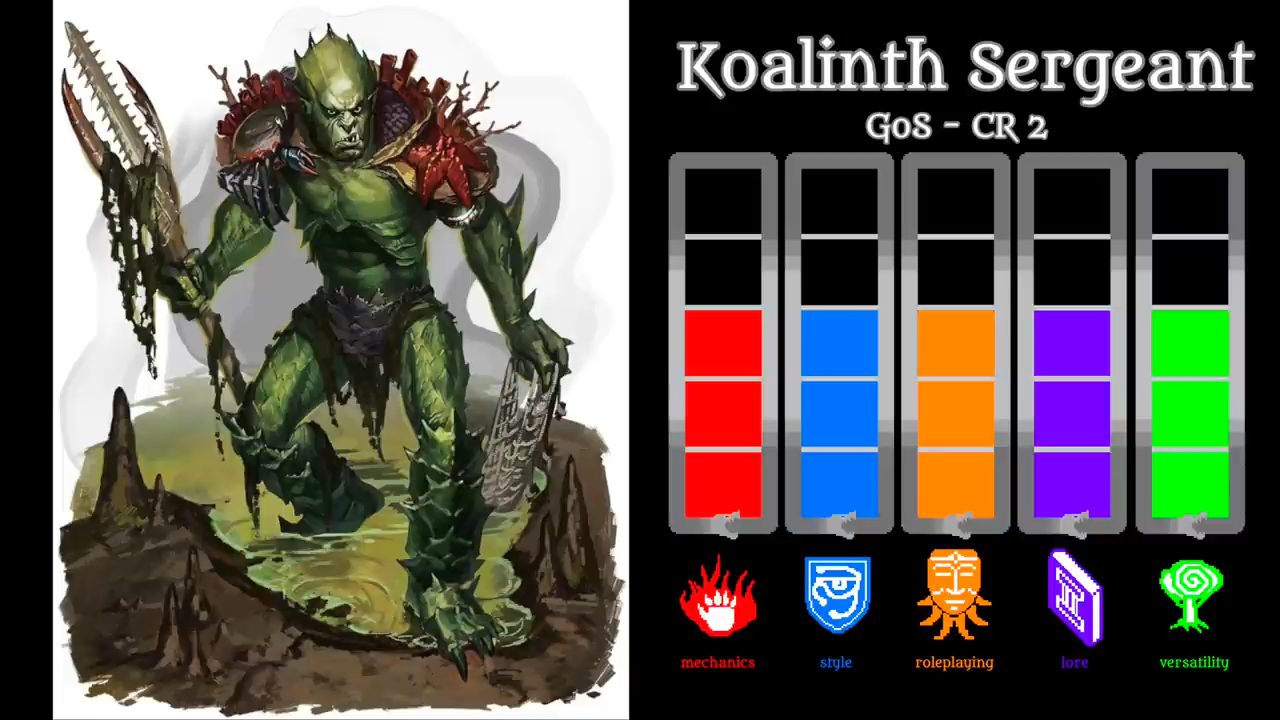 Koalinth Sergeant
GoS - CR 2
mechanics
style
roleplaying
lore
versatility